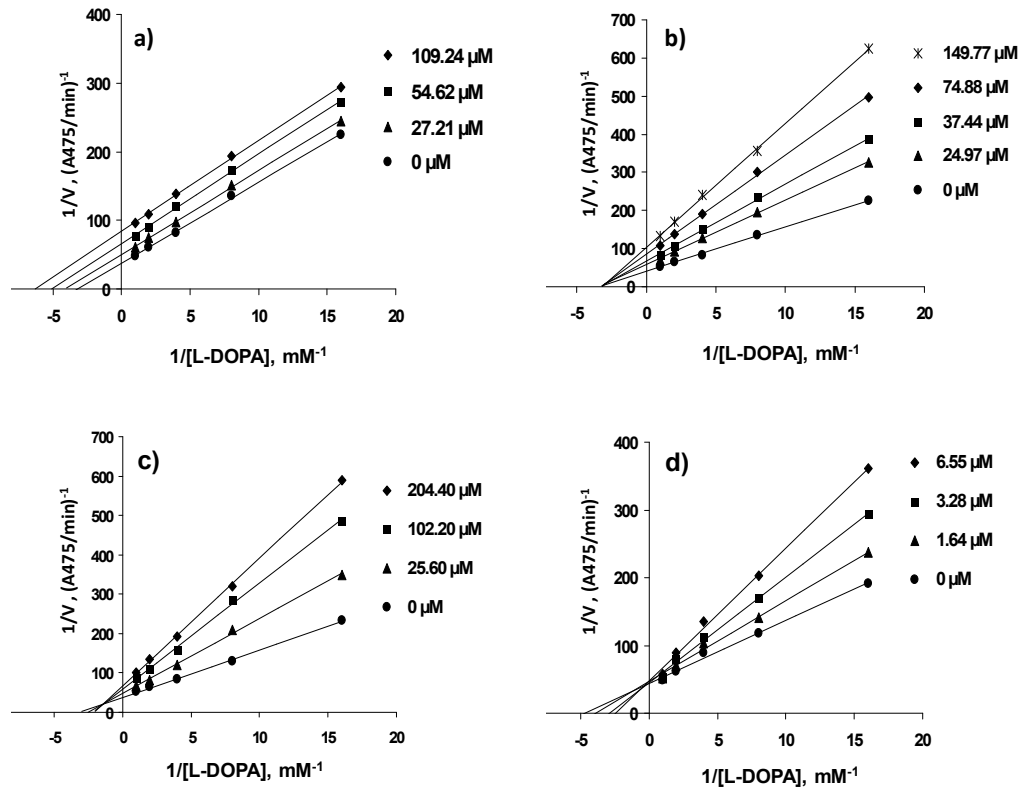 a)
400
300
200
100
0
-5
0
5
10
15
20
1/V , (A475/min)-1
1/[L-DOPA], mM-1
109.24 µM
54.62 µM
27.21 µM
0 µM
b)
700
600
500
400
300
200
100
0
-5
0
5
10
15
20
1/V , (A475/min)-1
1/[L-DOPA], mM-1
149.77 µM
74.88 µM
37.44 µM
24.97 µM
0 µM
c)
700
600
500
400
300
200
100
0
-5
0
5
10
15
20
1/V , (A475/min)-1
1/[L-DOPA], mM-1
204.40 µM
102.20 µM
25.60 µM
0 µM
d)
400
300
200
100
0
-5
0
5
10
15
20
1/V , (A475/min)-1
1/[L-DOPA], mM-1
6.55 µM
3.28 µM
1.64 µM
0 µM